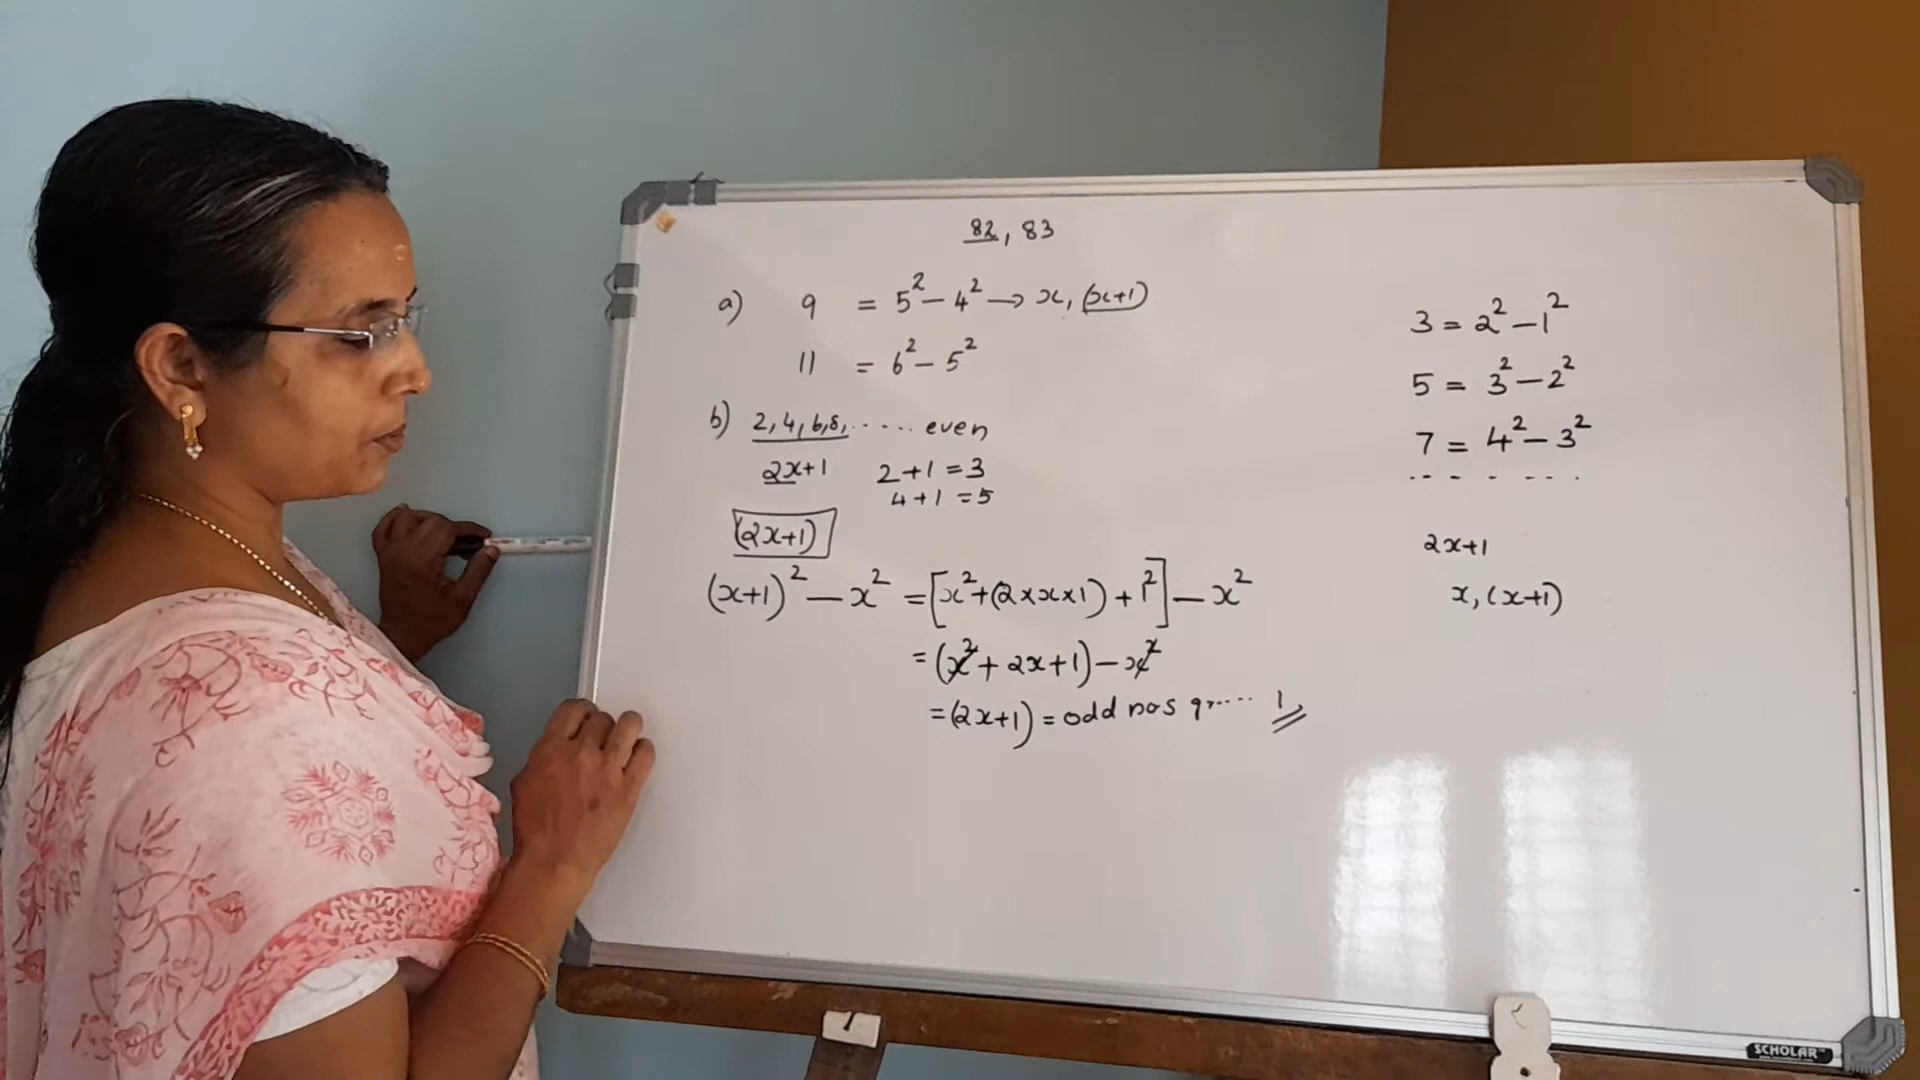 82, 83
a) 9 = 5² - 4² → x, (x+1)
11 = 6² - 5²
b) 2, 4, 6, 8, ..... even
2x+1 2+1 = 3
4+1 = 5
(2x+1)
(x+1)² - x² = [x² + (2×x×1) + 1²] - x²
= (x² + 2x + 1) - x²
= (2x+1) = odd nos gr.... 1
3 = 2² - 1²
5 = 3² - 2²
7 = 4² - 3²
- - - - - - .
2x+1
x, (x+1)
SCHOLAR